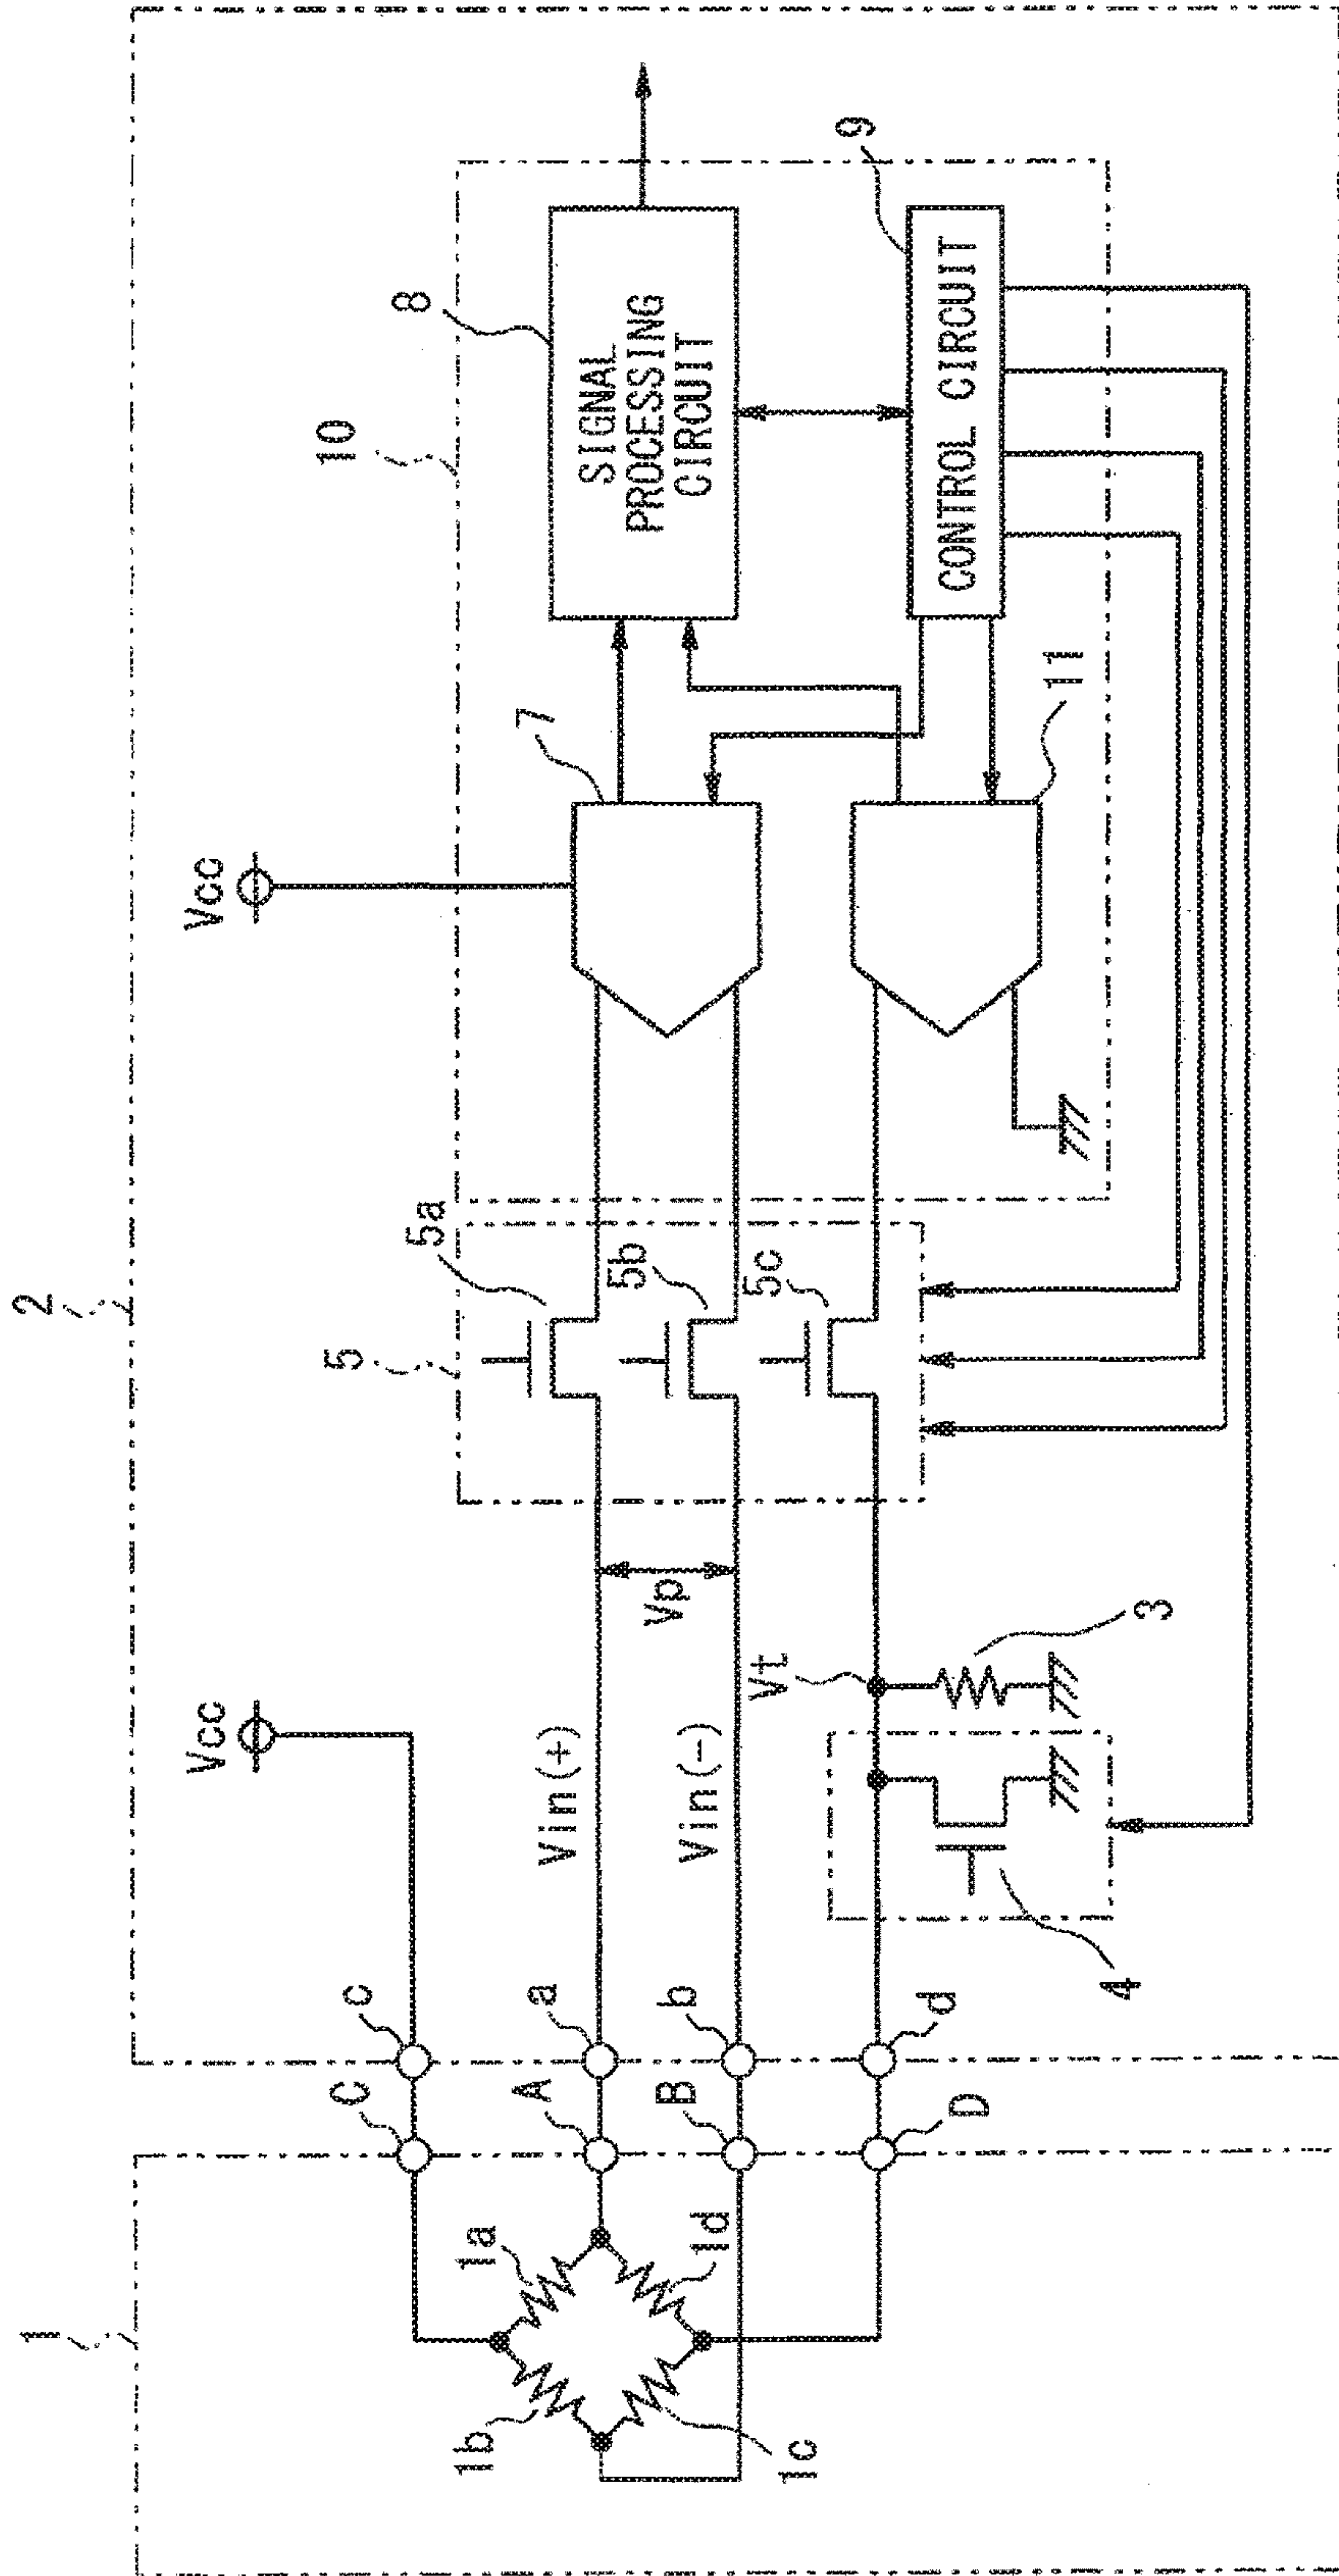 1
2
Vcc
Vcc
10
8
SIGNAL
PROCESSING
CIRCUIT
9
CONTROL CIRCUIT
7
11
5
5a
5b
5c
Vin(+)
Vp
Vin(-)
Vt
3
4
C
c
A
a
B
b
D
d
1a
1b
1c
1d